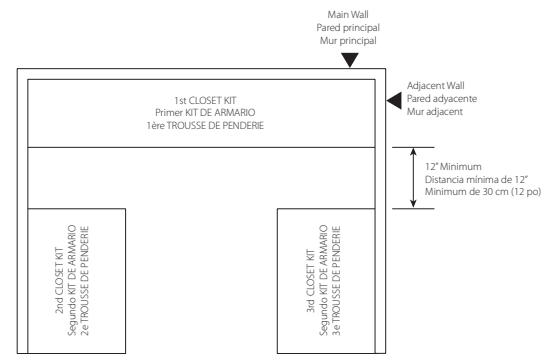 Main Wall
Pared principal
Mur principal
Adjacent Wall
Pared adyacente
Mur adjacent
1st CLOSET KIT
Primer KIT DE ARMARIO
1ère TROUSSE DE PENDERIE
12" Minimum
Distancia mínima de 12"
Minimum de 30 cm (12 po)
2nd CLOSET KIT
Segundo KIT DE ARMARIO
2e TROUSSE DE PENDERIE
3rd CLOSET KIT
Segundo KIT DE ARMARIO
3e TROUSSE DE PENDERIE